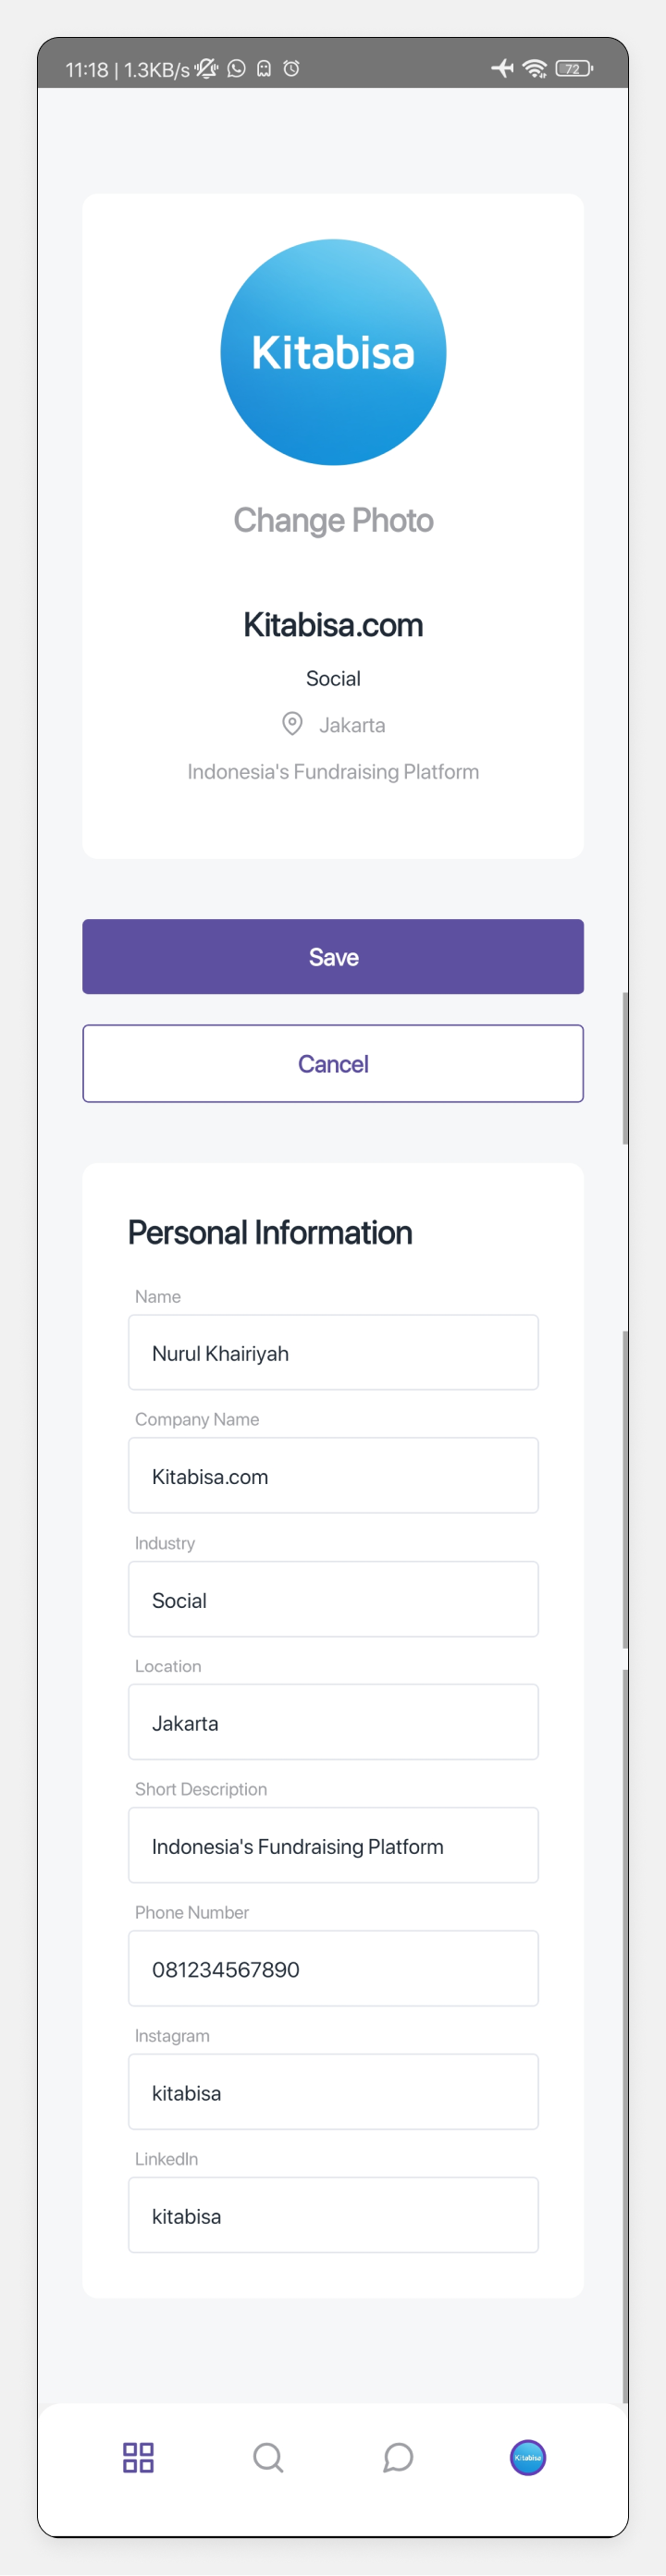 11:18 | 1.3KB/s
72
Kitabisa
Change Photo
Kitabisa.com
Social
Jakarta
Indonesia's Fundraising Platform
Save
Cancel
Personal Information
Name
Nurul Khairiyah
Company Name
Kitabisa.com
Industry
Social
Location
Jakarta
Short Description
Indonesia's Fundraising Platform
Phone Number
081234567890
Instagram
kitabisa
LinkedIn
kitabisa
Kitabisa